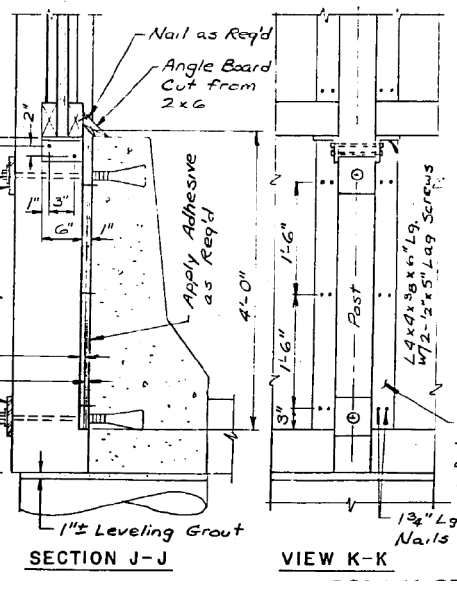 Nail as Req'd
Angle Board
Cut from
2x6
2"
1"
3"
6"
1"
Apply Adhesive
as Req'd
4'-0"
1"± Leveling Grout
SECTION J-J
1'-6"
1'-6"
3"
Post
L4x4x3/8x6" Lg.
W/2-1/2"x5" Lag Screws
1 3/4" Lg
Nails
VIEW K-K